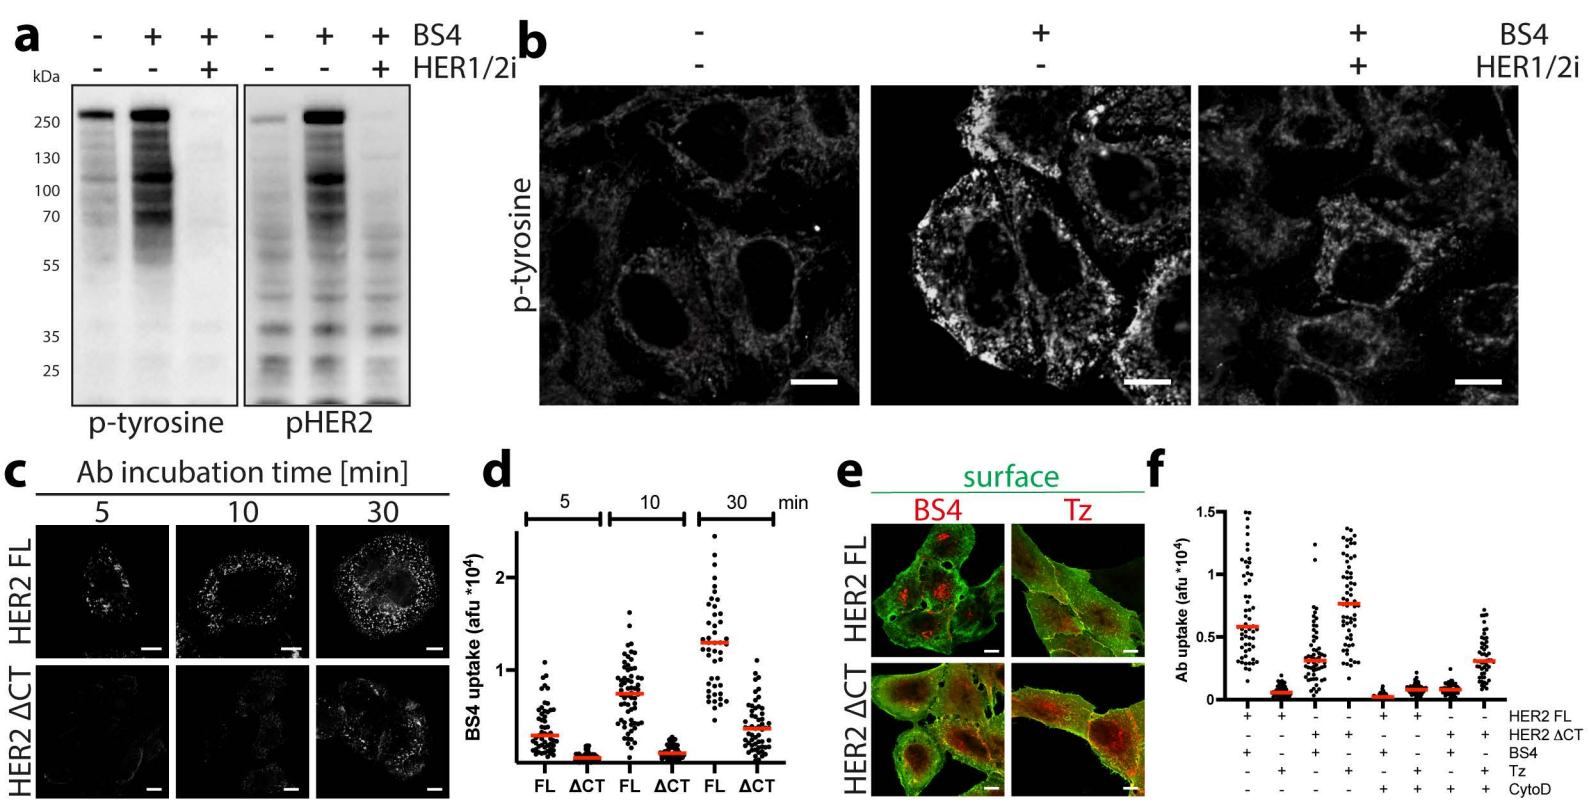 a
- + + - + + BS4
- - + - - + HER1/2i
kDa
250
130
100
70
55
35
25
p-tyrosine pHER2
b
- + + BS4
- - + HER1/2i
p-tyrosine
c
Ab incubation time [min]
5 10 30
HER2 FL
HER2 ΔCT
d
5 10 30 min
BS4 uptake (afu *10⁴)
2
1
FL ΔCT FL ΔCT FL ΔCT
e
surface
BS4 Tz
HER2 FL
HER2 ΔCT
f
Ab uptake (afu *10⁴)
1.5
1
0.5
0
+ + - - + + - - HER2 FL
- - + + - - + + HER2 ΔCT
+ - + - + - + - BS4
- + - + - + - + Tz
- - - - + + + + CytoD